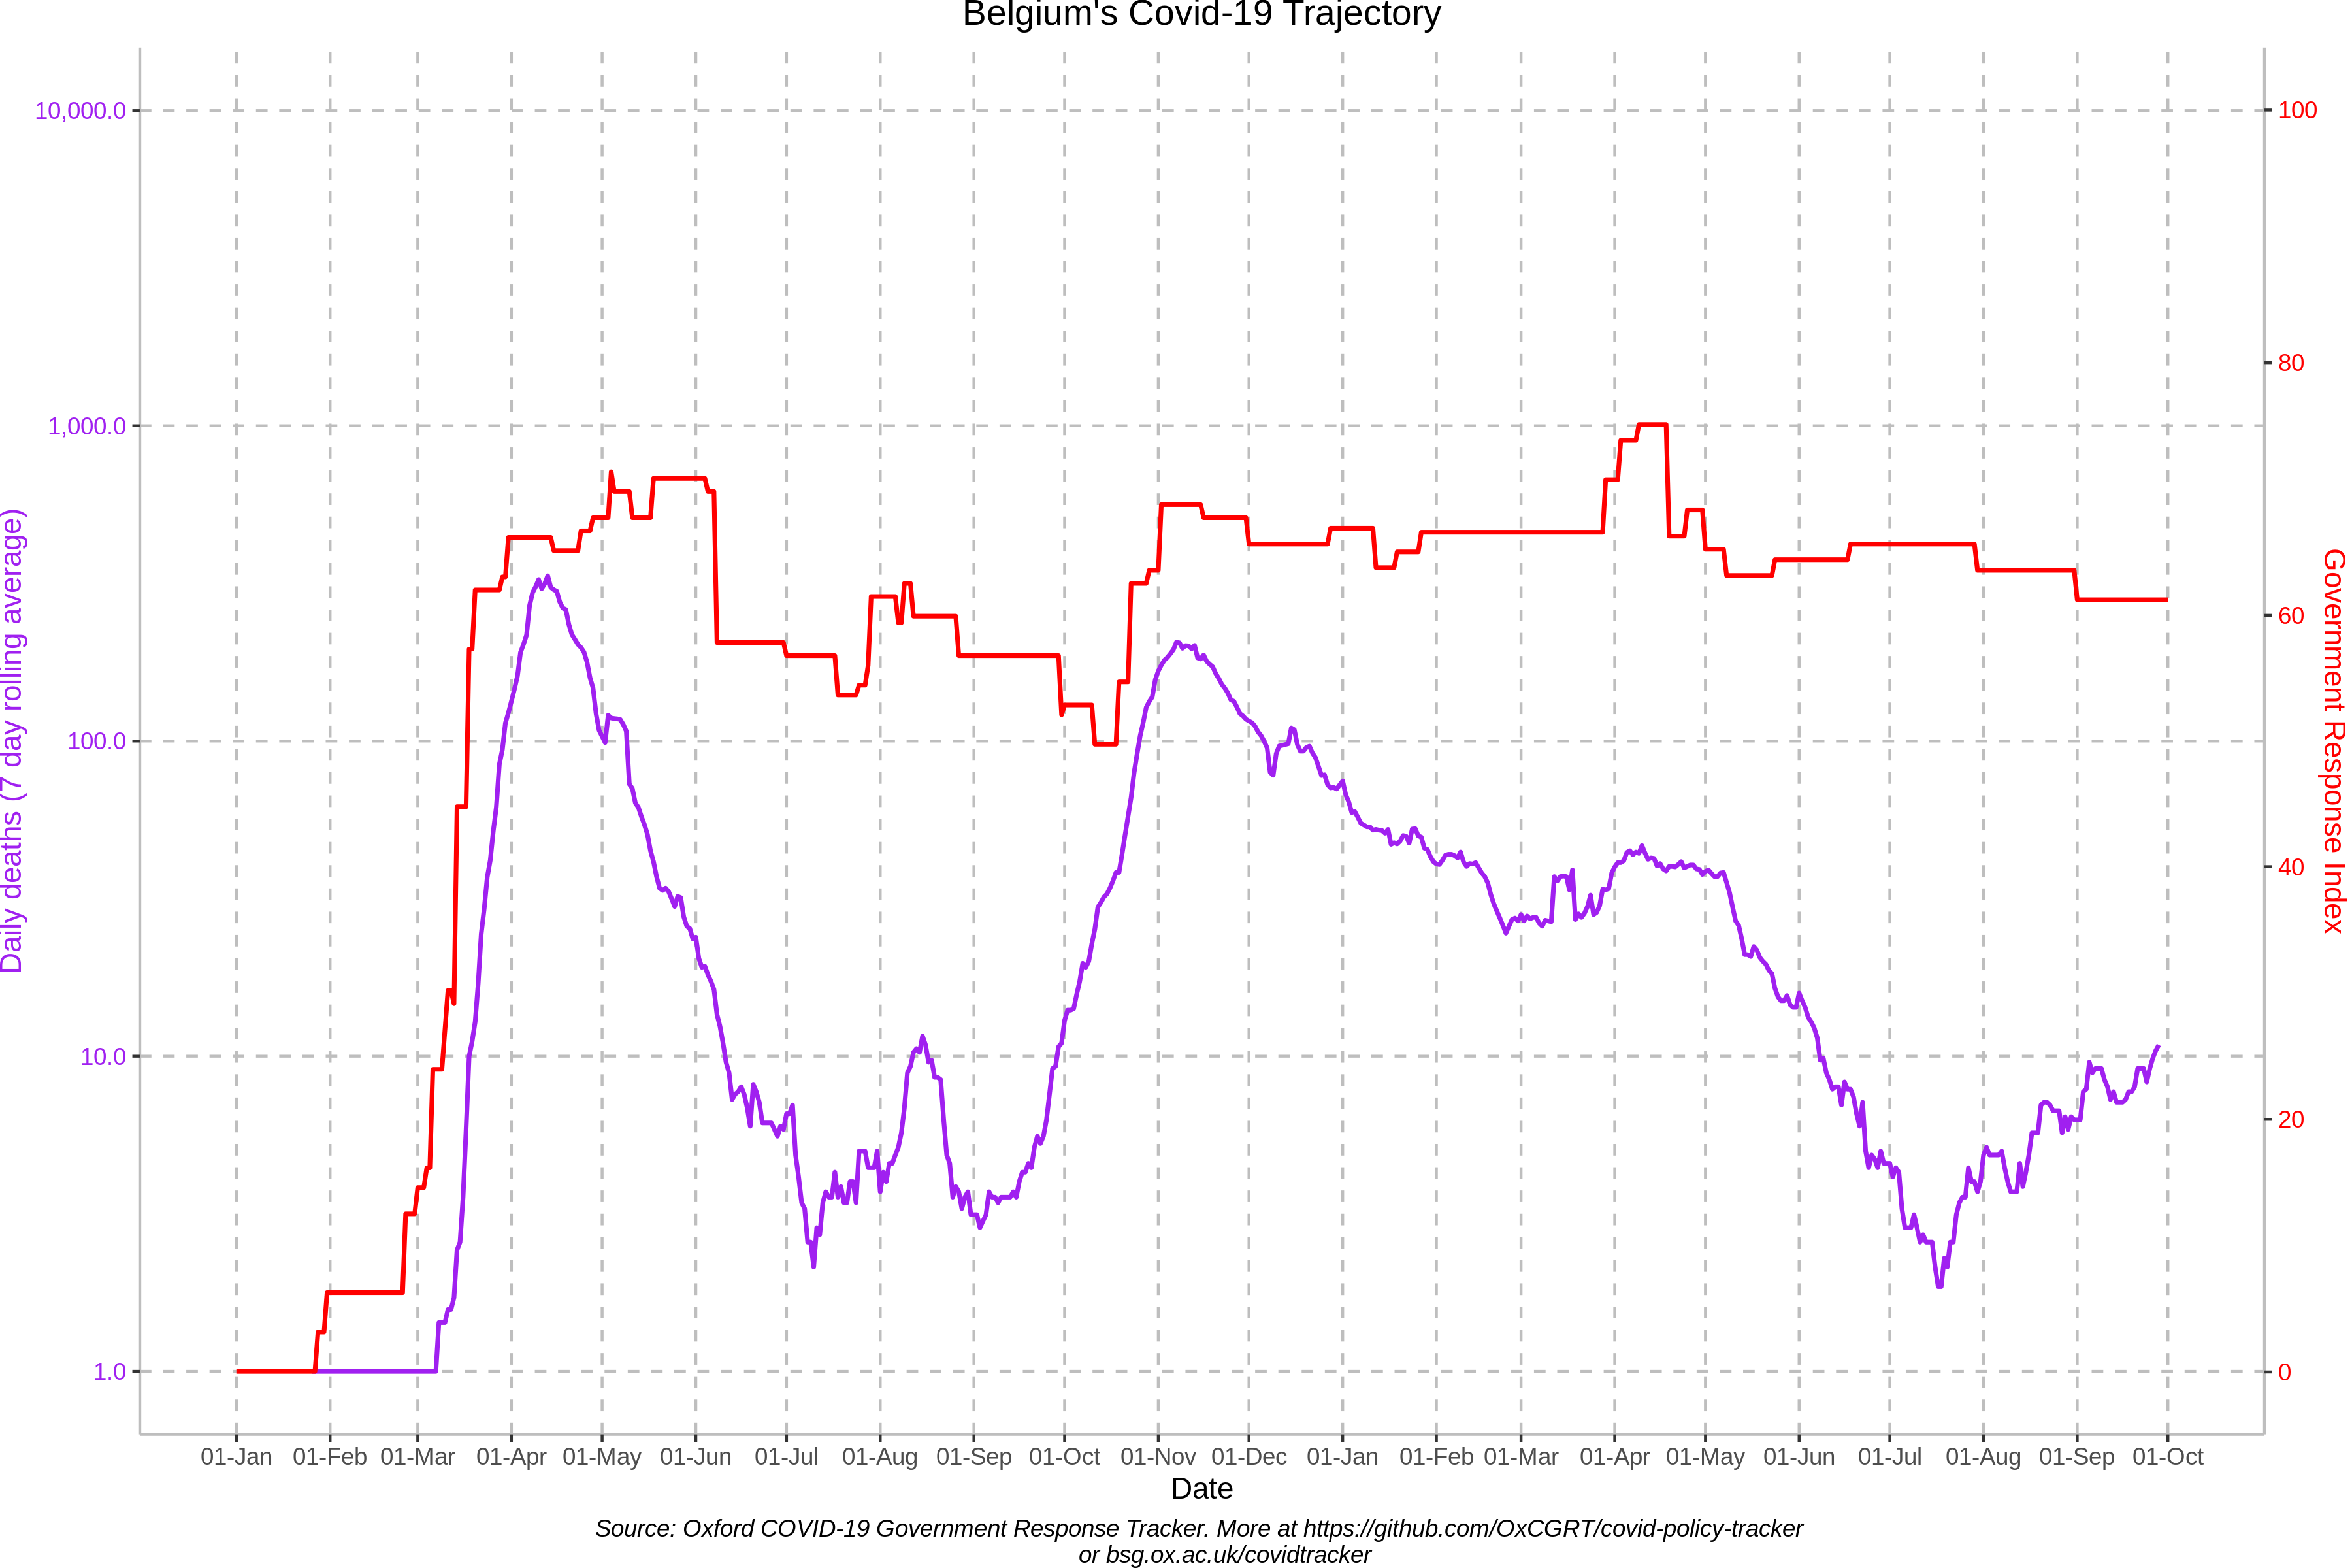 Belgium's Covid-19 Trajectory
10,000.0
1,000.0
100.0
10.0
1.0
Daily deaths (7 day rolling average)
100
80
60
40
20
0
Government Response Index
01-Jan 01-Feb 01-Mar 01-Apr 01-May 01-Jun 01-Jul 01-Aug 01-Sep 01-Oct 01-Nov 01-Dec 01-Jan 01-Feb 01-Mar 01-Apr 01-May 01-Jun 01-Jul 01-Aug 01-Sep 01-Oct
Date
Source: Oxford COVID-19 Government Response Tracker. More at https://github.com/OxCGRT/covid-policy-tracker
or bsg.ox.ac.uk/covidtracker